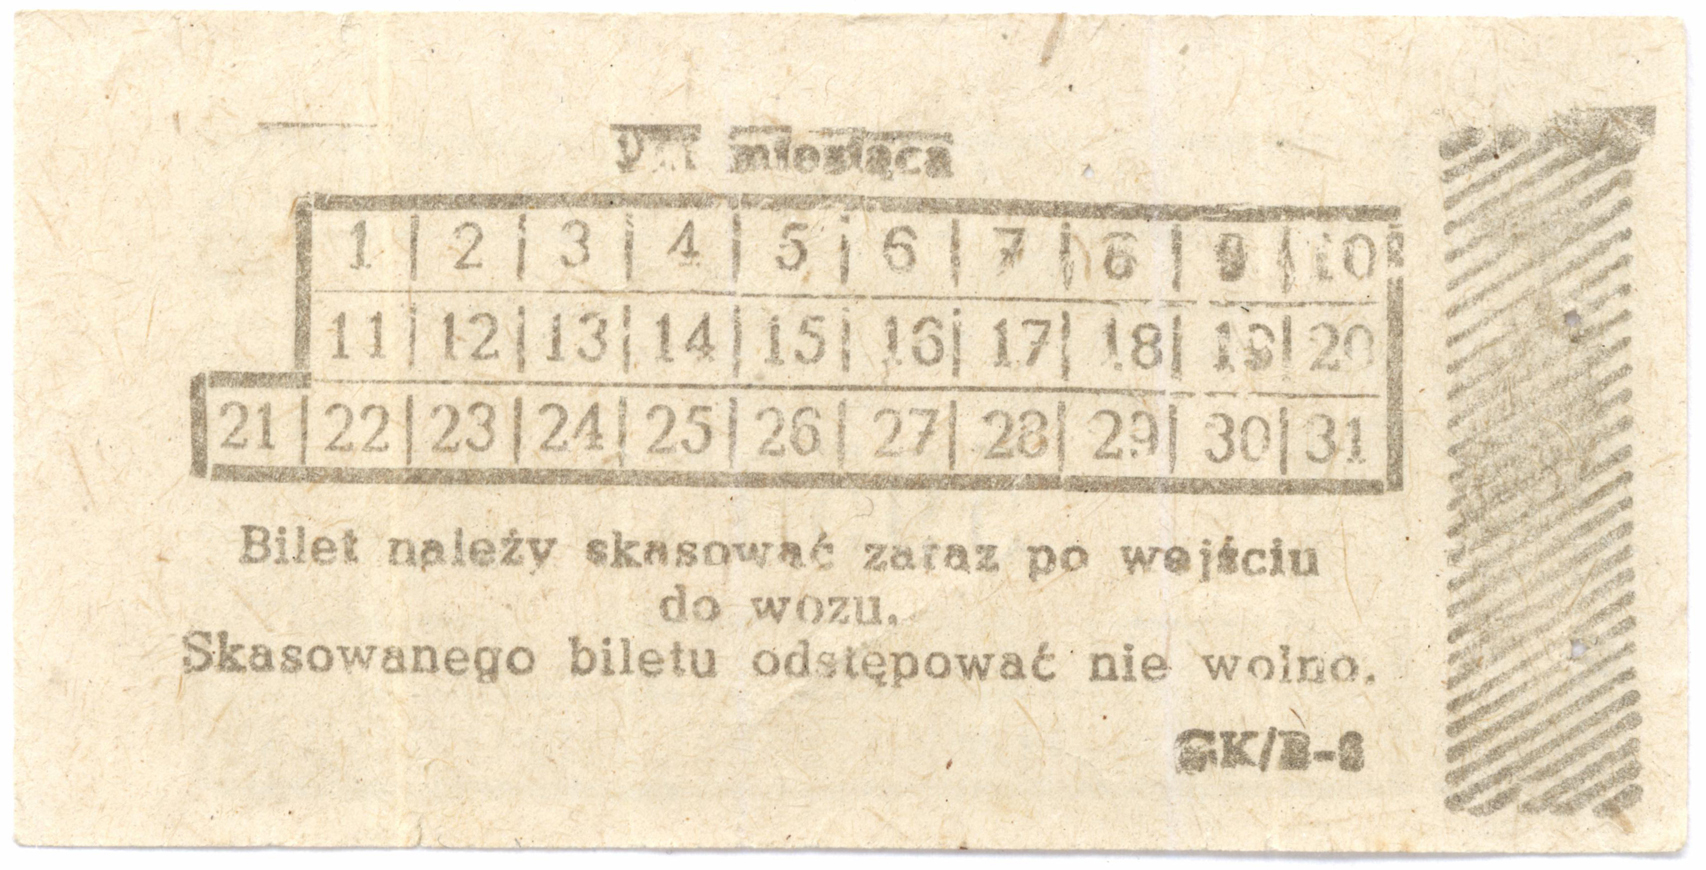 Dni miesiąca
1 | 2 | 3 | 4 | 5 | 6 | 7 | 8 | 9 | 10
11 | 12 | 13 | 14 | 15 | 16 | 17 | 18 | 19 | 20
21 | 22 | 23 | 24 | 25 | 26 | 27 | 28 | 29 | 30 | 31
Bilet należy skasować zaraz po wejściu
do wozu.
Skasowanego biletu odstępować nie wolno.